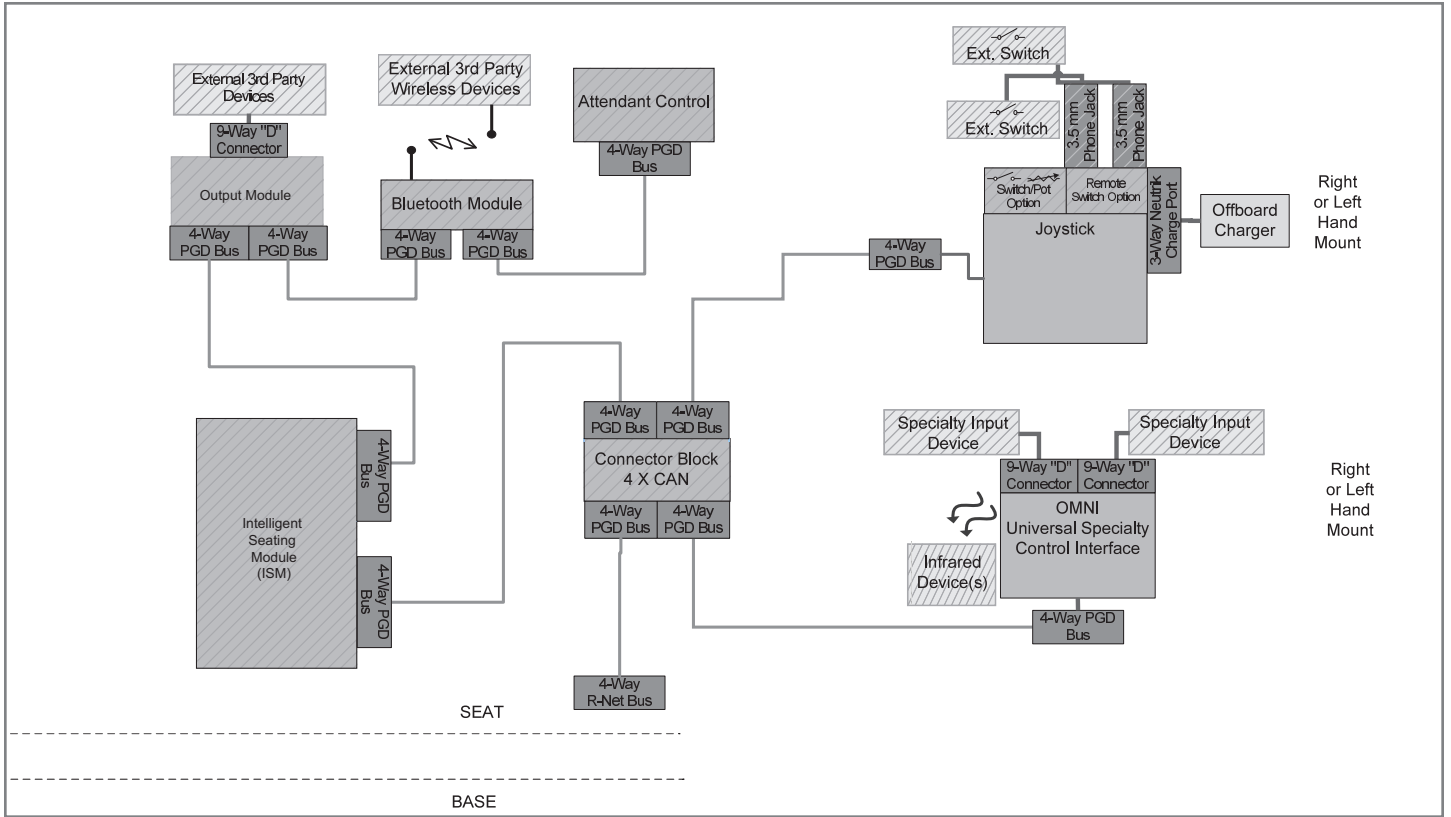 External 3rd Party
Devices
9-Way "D"
Connector
Output Module
4-Way
PGD Bus
4-Way
PGD Bus
External 3rd Party
Wireless Devices
Bluetooth Module
4-Way
PGD Bus
4-Way
PGD Bus
Attendant Control
4-Way PGD
Bus
Ext. Switch
Ext. Switch
3.5 mm
Phone Jack
3.5 mm
Phone Jack
Switch/Pot
Option
Remote
Switch Option
Joystick
3-Way Neutrik
Charge Port
Offboard
Charger
Right
or Left
Hand
Mount
4-Way
PGD Bus
Intelligent
Seating
Module
(ISM)
4-Way PGD
Bus
4-Way PGD
Bus
4-Way
PGD Bus
4-Way
PGD Bus
Connector Block
4 X CAN
4-Way
PGD Bus
4-Way
PGD Bus
4-Way
R-Net Bus
Specialty Input
Device
Specialty Input
Device
9-Way "D"
Connector
9-Way "D"
Connector
OMNI
Universal Specialty
Control Interface
Infrared
Device(s)
4-Way PGD
Bus
Right
or Left
Hand
Mount
SEAT
BASE